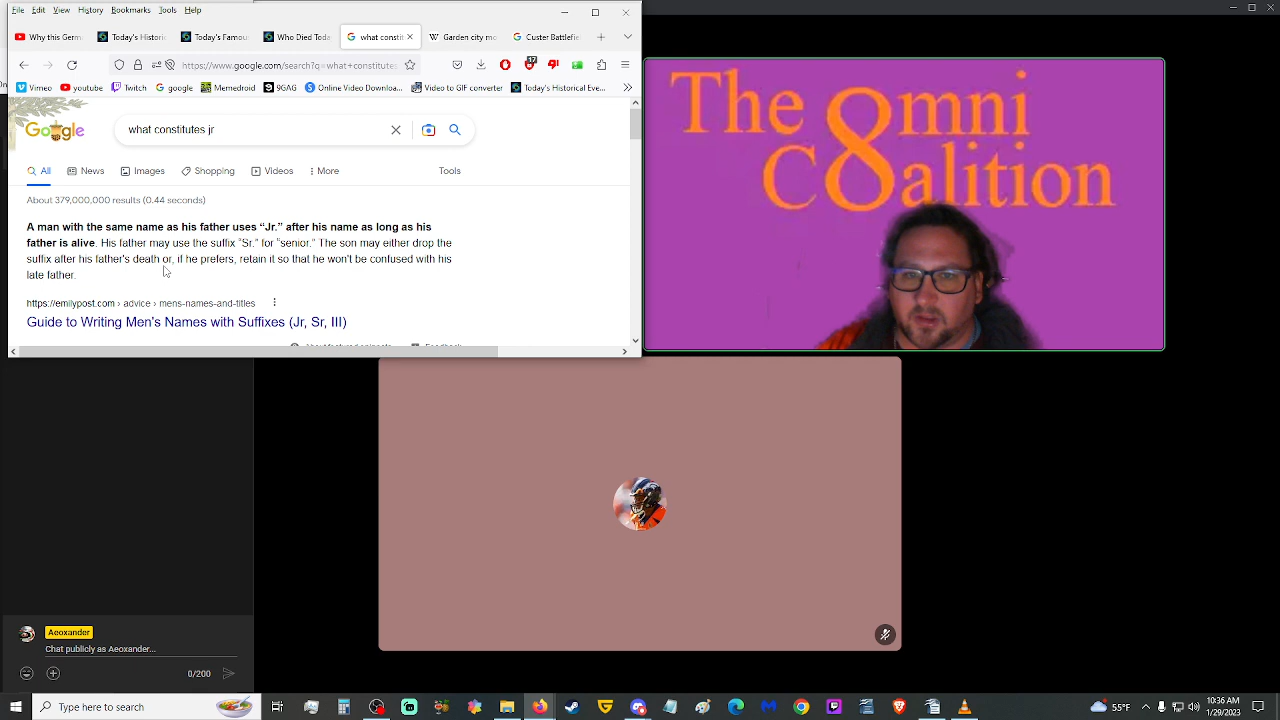 File Edit View History Bookmarks Tools Help
Why this Germ
Today's Historic
Today's Famou
Who Died Toda
what constit
Garden city mo
Custer Battlefie
https://www.google.com/search?q=what+constitutes
17
Vimeo
youtube
Twitch
google
Memedroid
9GAG
Online Video Download...
Video to GIF converter
Today's Historical Eve...
Google
what constitutes jr
All
News
Images
Shopping
Videos
More
Tools
About 379,000,000 results (0.44 seconds)
A man with the same name as his father uses “Jr.” after his name as long as his
father is alive. His father may use the suffix “Sr.” for “senior.” The son may either drop the
suffix after his father's death or, if he prefers, retain it so that he won't be confused with his
late father.
https://emilypost.com › advice › mens-names-and-titles
Guide to Writing Men's Names with Suffixes (Jr, Sr, III)
The 8mni
C8alition
Aeoxander
Chat publicly as Aeoxander...
0/200
Type here to search
55°F
10:36 AM
1/29/2023